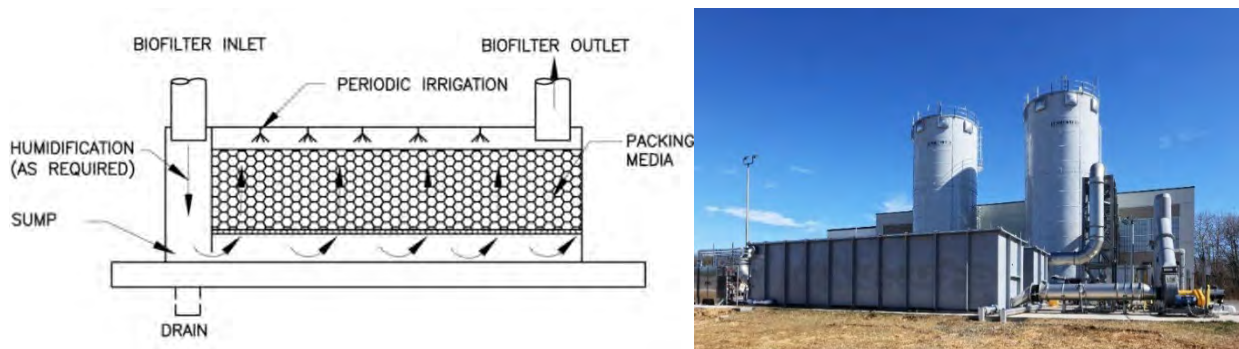 BIOFILTER INLET
BIOFILTER OUTLET
PERIODIC IRRIGATION
HUMIDIFICATION
(AS REQUIRED)
PACKING
MEDIA
SUMP
DRAIN